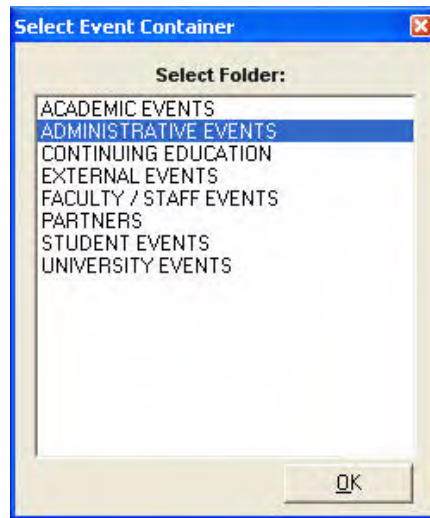 Select Event Container
Select Folder:
ACADEMIC EVENTS
ADMINISTRATIVE EVENTS
CONTINUING EDUCATION
EXTERNAL EVENTS
FACULTY / STAFF EVENTS
PARTNERS
STUDENT EVENTS
UNIVERSITY EVENTS
OK